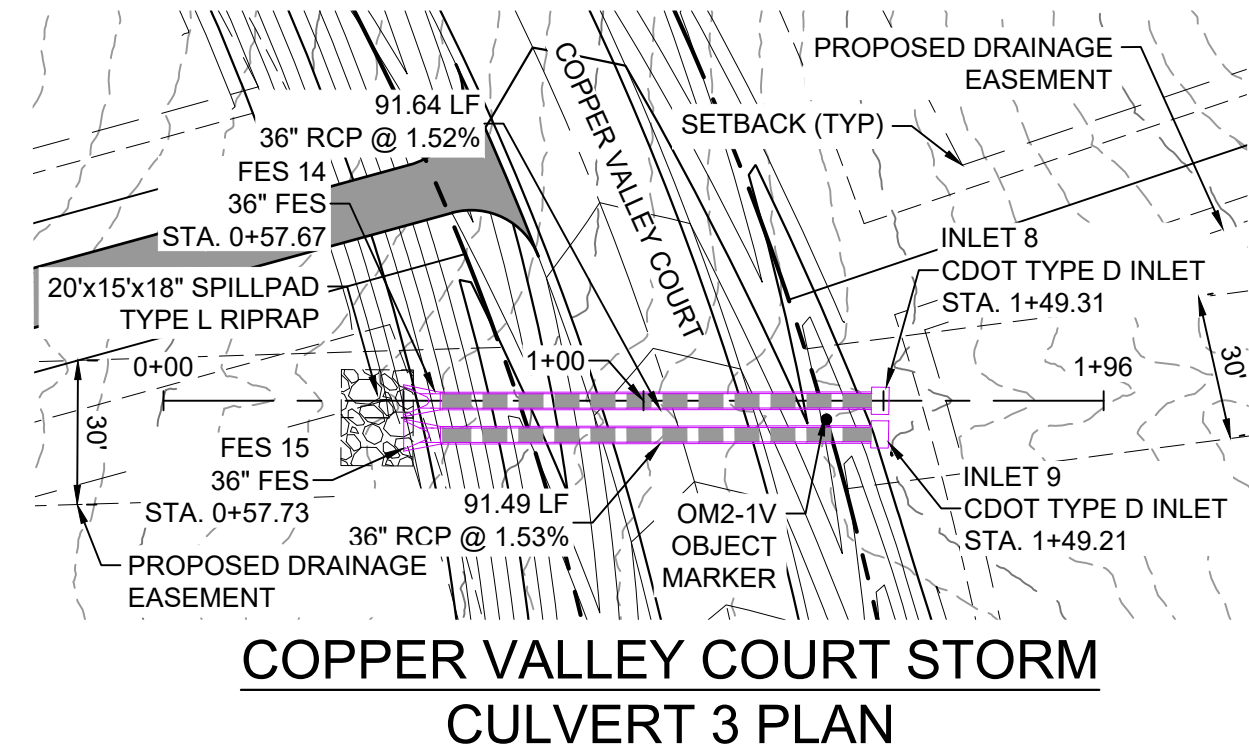 PROPOSED DRAINAGE
EASEMENT
COPPER VALLEY COURT
SETBACK (TYP)
91.64 LF
36" RCP @ 1.52%
FES 14
36" FES
STA. 0+57.67
20'x15'x18" SPILLPAD
TYPE L RIPRAP
INLET 8
CDOT TYPE D INLET
STA. 1+49.31
0+00
1+00
1+96
30'
30'
FES 15
36" FES
STA. 0+57.73
91.49 LF
36" RCP @ 1.53%
OM2-1V
OBJECT
MARKER
INLET 9
CDOT TYPE D INLET
STA. 1+49.21
PROPOSED DRAINAGE
EASEMENT
COPPER VALLEY COURT STORM
CULVERT 3 PLAN